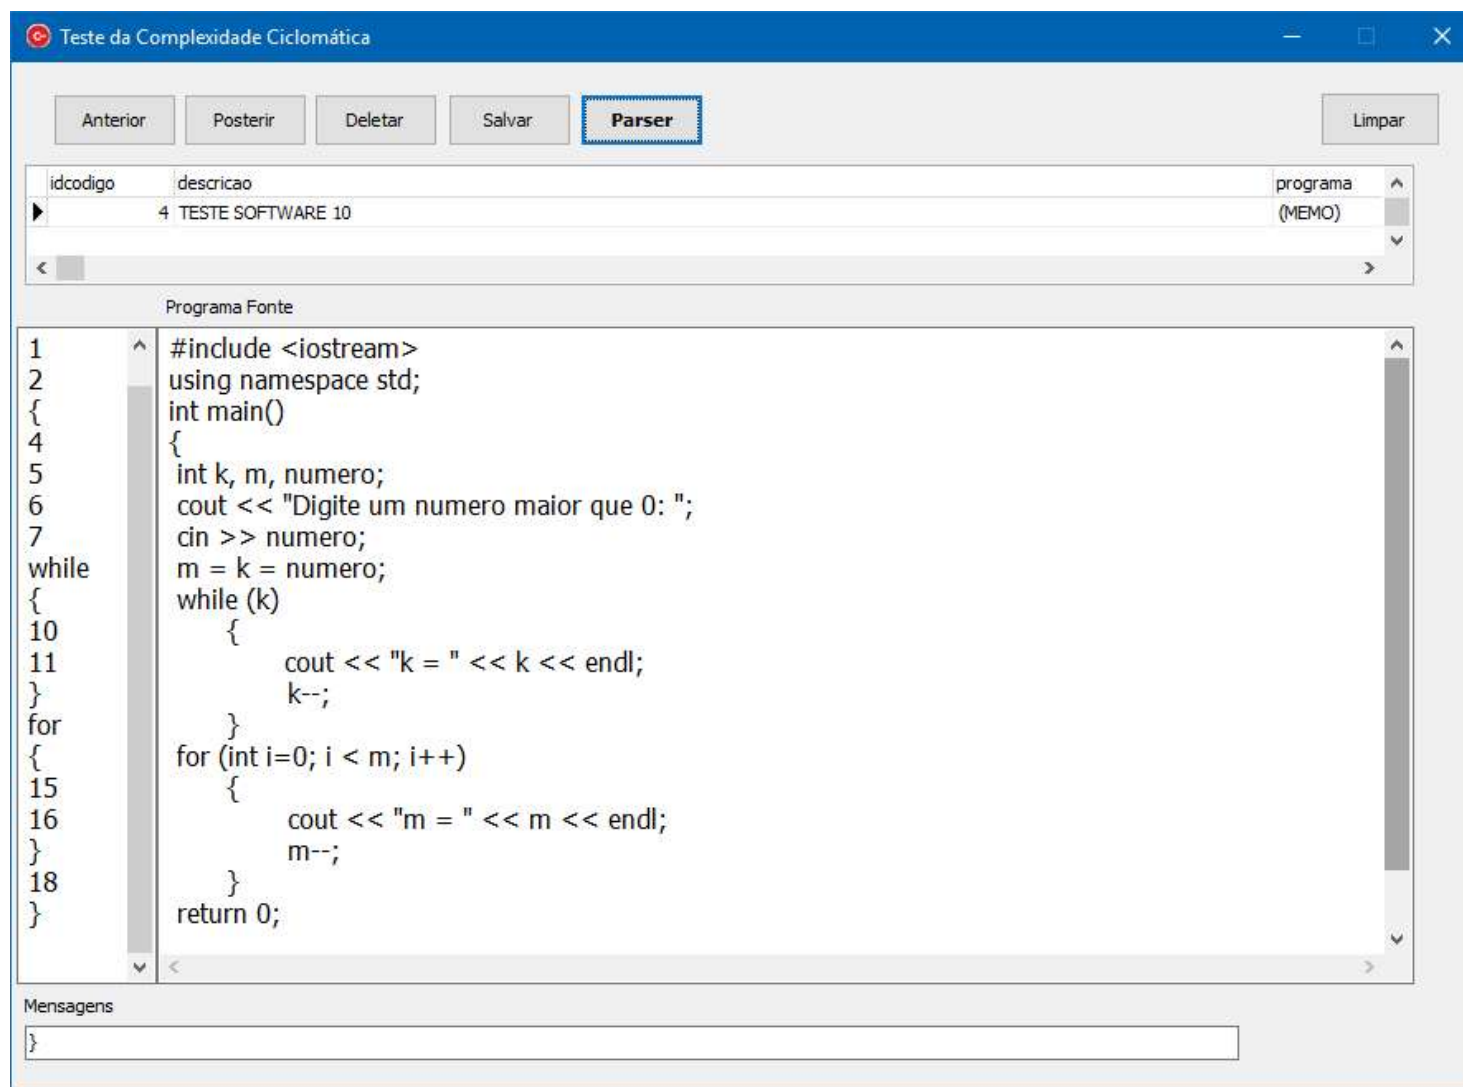 Teste da Complexidade Ciclomática
Anterior Posterir Deletar Salvar Parser Limpar
idcodigo descricao programa
4 TESTE SOFTWARE 10 (MEMO)
Programa Fonte
1 #include <iostream>
2 using namespace std;
{ int main()
4 {
5 int k, m, numero;
6 cout << "Digite um numero maior que 0: ";
7 cin >> numero;
while m = k = numero;
{ while (k)
10 {
11 cout << "k = " << k << endl;
} k--;
for }
{ for (int i=0; i < m; i++)
15 {
16 cout << "m = " << m << endl;
} m--;
18 }
} return 0;
Mensagens
}